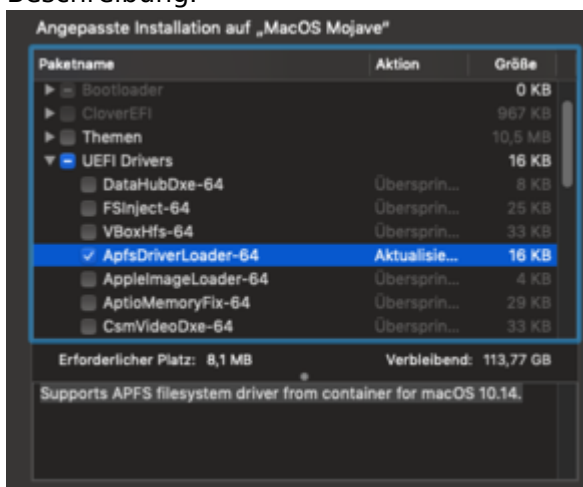 Angepasste Installation auf „MacOS Mojave"
Paketname Aktion Größe
Bootloader 0 KB
CloverEFI 967 KB
Themen 10,5 MB
UEFI Drivers 16 KB
DataHubDxe-64 Übersprin... 8 KB
FSInject-64 Übersprin... 25 KB
VBoxHfs-64 Übersprin... 33 KB
ApfsDriverLoader-64 Aktualisie... 16 KB
AppleImageLoader-64 Übersprin... 4 KB
AptioMemoryFix-64 Übersprin... 29 KB
CsmVideoDxe-64 Übersprin... 33 KB
Erforderlicher Platz: 8,1 MB Verbleibend: 113,77 GB
Supports APFS filesystem driver from container for macOS 10.14.